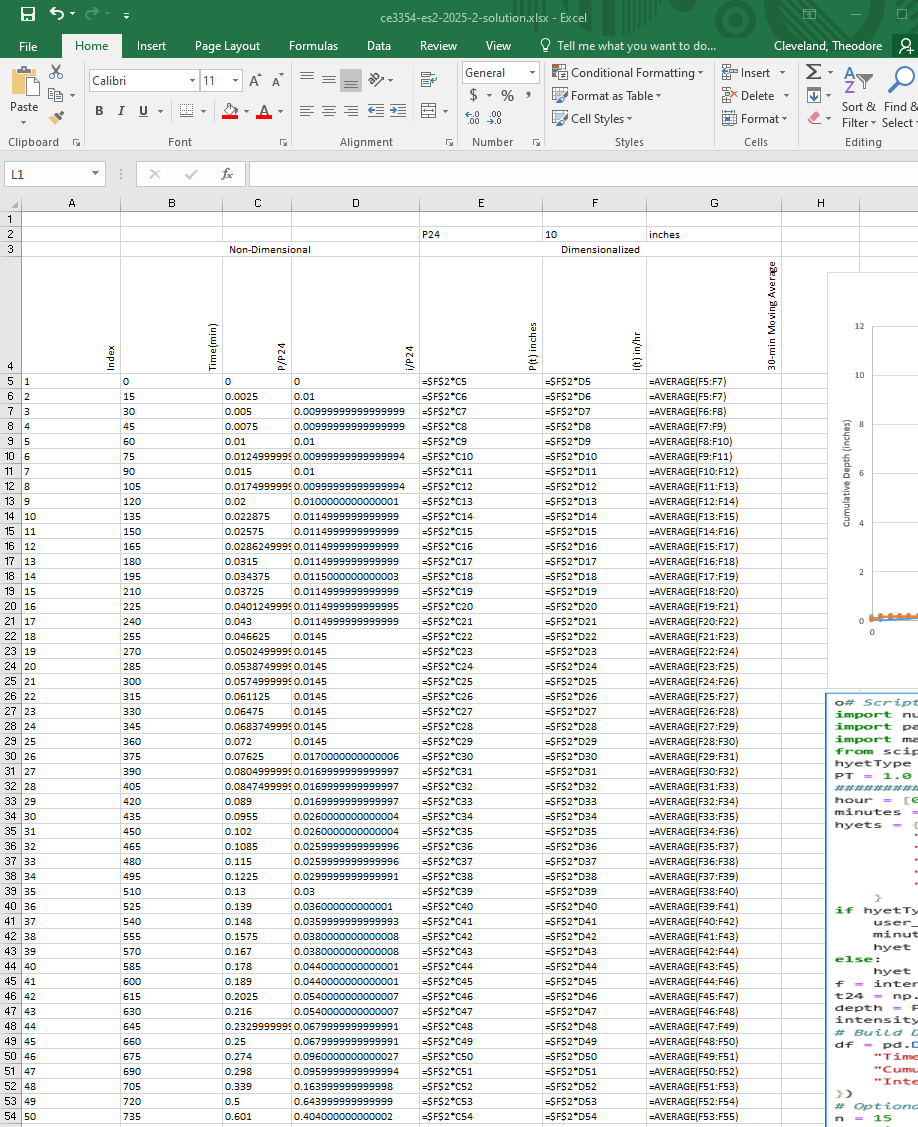 ce3354-es2-2025-2-solution.xlsx - Excel
File Home Insert Page Layout Formulas Data Review View Tell me what you want to do... Cleveland, Theodore
Calibri 11 General Conditional Formatting Insert
Paste B I U A $ % , Format as Table Delete Sort & Find &
Cell Styles Format Filter Select
Clipboard Font Alignment Number Styles Cells Editing
L1 fx
A B C D E F G H
1
2 P24 10 inches
3 Non-Dimensional Dimensionalized
4 Index Time(min) P/P24 i/P24 P(t) inches i(t) in/hr 30-min Moving Average
5 1 0 0 0 =$F$2*C5 =$F$2*D5 =AVERAGE(F5:F7)
6 2 15 0.0025 0.01 =$F$2*C6 =$F$2*D6 =AVERAGE(F5:F7)
7 3 30 0.005 0.00999999999999999 =$F$2*C7 =$F$2*D7 =AVERAGE(F6:F8)
8 4 45 0.0075 0.00999999999999999 =$F$2*C8 =$F$2*D8 =AVERAGE(F7:F9)
9 5 60 0.01 0.01 =$F$2*C9 =$F$2*D9 =AVERAGE(F8:F10)
10 6 75 0.0124999999 0.00999999999999994 =$F$2*C10 =$F$2*D10 =AVERAGE(F9:F11)
11 7 90 0.015 0.01 =$F$2*C11 =$F$2*D11 =AVERAGE(F10:F12)
12 8 105 0.0174999999 0.00999999999999994 =$F$2*C12 =$F$2*D12 =AVERAGE(F11:F13)
13 9 120 0.02 0.0100000000000001 =$F$2*C13 =$F$2*D13 =AVERAGE(F12:F14)
14 10 135 0.022875 0.0114999999999999 =$F$2*C14 =$F$2*D14 =AVERAGE(F13:F15)
15 11 150 0.02575 0.0114999999999999 =$F$2*C15 =$F$2*D15 =AVERAGE(F14:F16)
16 12 165 0.0286249999 0.0114999999999999 =$F$2*C16 =$F$2*D16 =AVERAGE(F15:F17)
17 13 180 0.0315 0.0114999999999999 =$F$2*C17 =$F$2*D17 =AVERAGE(F16:F18)
18 14 195 0.034375 0.0115000000000003 =$F$2*C18 =$F$2*D18 =AVERAGE(F17:F19)
19 15 210 0.03725 0.0114999999999999 =$F$2*C19 =$F$2*D19 =AVERAGE(F18:F20)
20 16 225 0.0401249999 0.0114999999999995 =$F$2*C20 =$F$2*D20 =AVERAGE(F19:F21)
21 17 240 0.043 0.0114999999999999 =$F$2*C21 =$F$2*D21 =AVERAGE(F20:F22)
22 18 255 0.046625 0.0145 =$F$2*C22 =$F$2*D22 =AVERAGE(F21:F23)
23 19 270 0.0502499999 0.0145 =$F$2*C23 =$F$2*D23 =AVERAGE(F22:F24)
24 20 285 0.0538749999 0.0145 =$F$2*C24 =$F$2*D24 =AVERAGE(F23:F25)
25 21 300 0.0574999999 0.0145 =$F$2*C25 =$F$2*D25 =AVERAGE(F24:F26)
26 22 315 0.061125 0.0145 =$F$2*C26 =$F$2*D26 =AVERAGE(F25:F27)
27 23 330 0.06475 0.0145 =$F$2*C27 =$F$2*D27 =AVERAGE(F26:F28)
28 24 345 0.0683749999 0.0145 =$F$2*C28 =$F$2*D28 =AVERAGE(F27:F29)
29 25 360 0.072 0.0145 =$F$2*C29 =$F$2*D29 =AVERAGE(F28:F30)
30 26 375 0.07625 0.0170000000000006 =$F$2*C30 =$F$2*D30 =AVERAGE(F29:F31)
31 27 390 0.0804999999 0.0169999999999997 =$F$2*C31 =$F$2*D31 =AVERAGE(F30:F32)
32 28 405 0.0847499999 0.0169999999999997 =$F$2*C32 =$F$2*D32 =AVERAGE(F31:F33)
33 29 420 0.089 0.0169999999999997 =$F$2*C33 =$F$2*D33 =AVERAGE(F32:F34)
34 30 435 0.0955 0.0260000000000004 =$F$2*C34 =$F$2*D34 =AVERAGE(F33:F35)
35 31 450 0.102 0.0260000000000004 =$F$2*C35 =$F$2*D35 =AVERAGE(F34:F36)
36 32 465 0.1085 0.0259999999999996 =$F$2*C36 =$F$2*D36 =AVERAGE(F35:F37)
37 33 480 0.115 0.0259999999999996 =$F$2*C37 =$F$2*D37 =AVERAGE(F36:F38)
38 34 495 0.1225 0.0299999999999991 =$F$2*C38 =$F$2*D38 =AVERAGE(F37:F39)
39 35 510 0.13 0.03 =$F$2*C39 =$F$2*D39 =AVERAGE(F38:F40)
40 36 525 0.139 0.036000000000001 =$F$2*C40 =$F$2*D40 =AVERAGE(F39:F41)
41 37 540 0.148 0.0359999999999993 =$F$2*C41 =$F$2*D41 =AVERAGE(F40:F42)
42 38 555 0.1575 0.0380000000000008 =$F$2*C42 =$F$2*D42 =AVERAGE(F41:F43)
43 39 570 0.167 0.0380000000000008 =$F$2*C43 =$F$2*D43 =AVERAGE(F42:F44)
44 40 585 0.178 0.0440000000000001 =$F$2*C44 =$F$2*D44 =AVERAGE(F43:F45)
45 41 600 0.189 0.0440000000000001 =$F$2*C45 =$F$2*D45 =AVERAGE(F44:F46)
46 42 615 0.2025 0.0540000000000007 =$F$2*C46 =$F$2*D46 =AVERAGE(F45:F47)
47 43 630 0.216 0.0540000000000007 =$F$2*C47 =$F$2*D47 =AVERAGE(F46:F48)
48 44 645 0.2329999999 0.0679999999999991 =$F$2*C48 =$F$2*D48 =AVERAGE(F47:F49)
49 45 660 0.25 0.0679999999999991 =$F$2*C49 =$F$2*D49 =AVERAGE(F48:F50)
50 46 675 0.274 0.0960000000000027 =$F$2*C50 =$F$2*D50 =AVERAGE(F49:F51)
51 47 690 0.298 0.0959999999999994 =$F$2*C51 =$F$2*D51 =AVERAGE(F50:F52)
52 48 705 0.339 0.163999999999998 =$F$2*C52 =$F$2*D52 =AVERAGE(F51:F53)
53 49 720 0.5 0.643999999999999 =$F$2*C53 =$F$2*D53 =AVERAGE(F52:F54)
54 50 735 0.601 0.404000000000002 =$F$2*C54 =$F$2*D54 =AVERAGE(F53:F55)
Cumulative Depth (inches)
12
10
8
6
4
2
0
0
o# Script
import nu
import pa
import ma
from scip
hyetType
PT = 1.0
##########
hour = [0
minutes =
hyets = {
}
if hyetTy
user_
minut
hyet
else:
hyet
f = inter
t24 = np.
depth = P
intensity
# Build D
df = pd.D
"Time
"Cumu
"Inte
})
# Optiona
n = 15